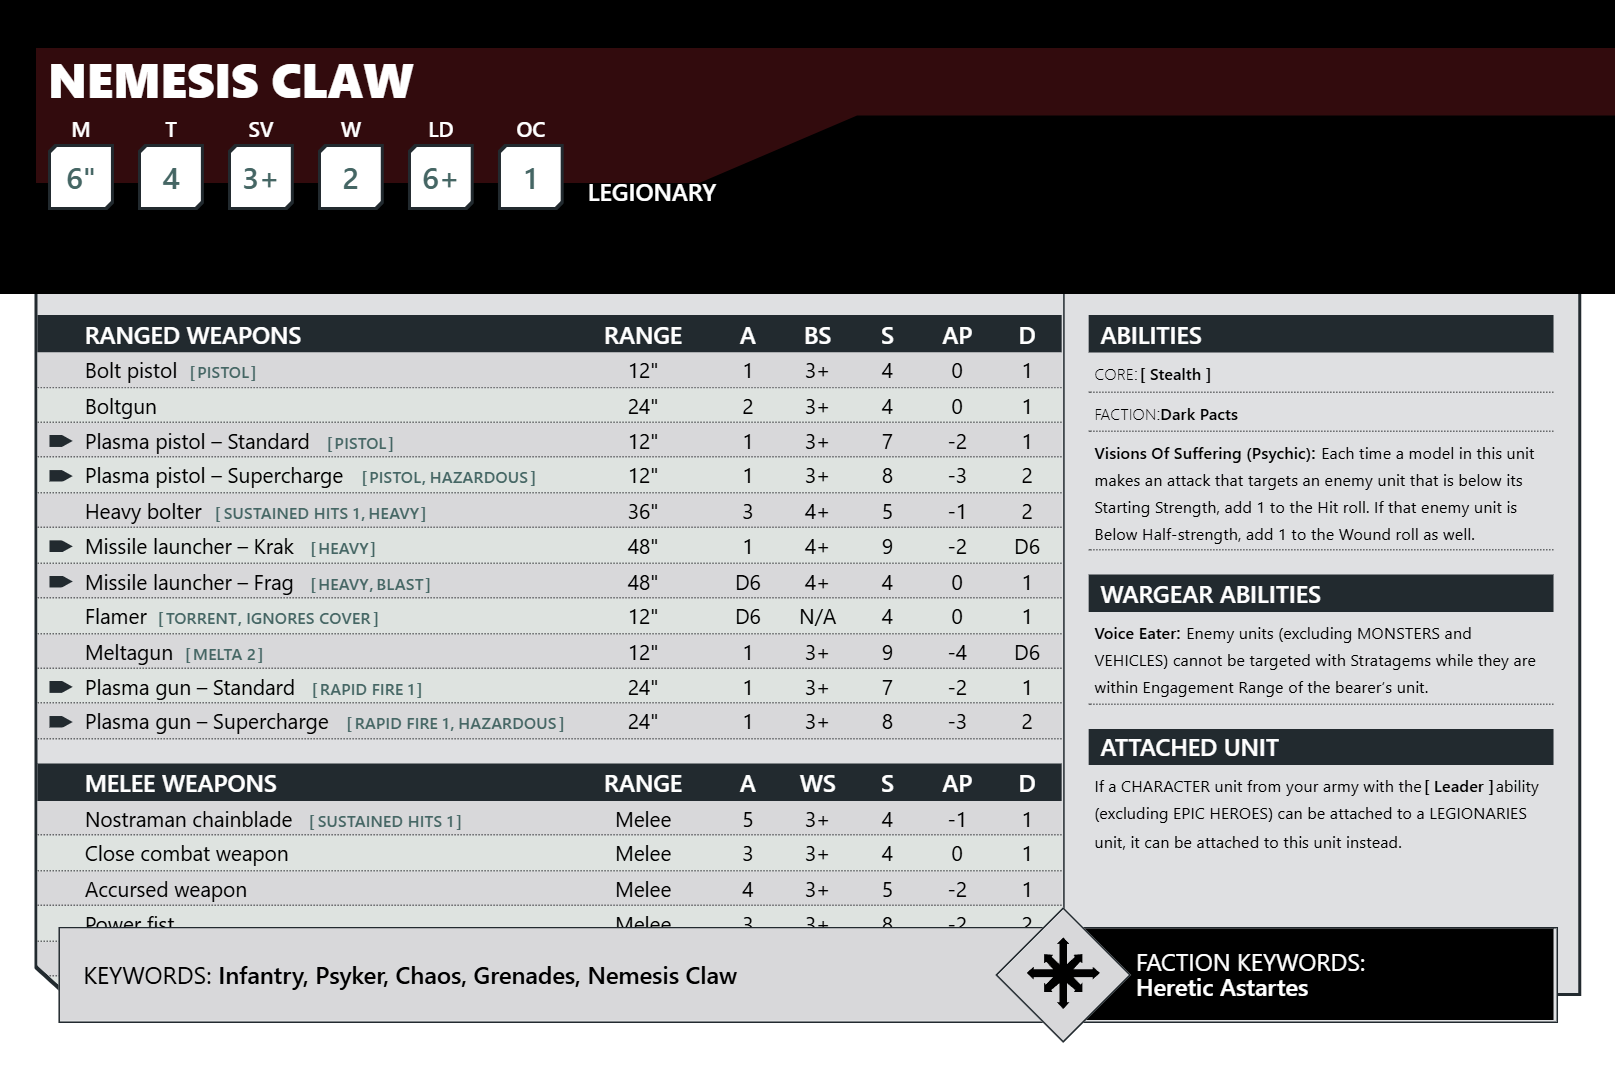 NEMESIS CLAW
M T SV W LD OC
6" 4 3+ 2 6+ 1 LEGIONARY
RANGED WEAPONS RANGE A BS S AP D
Bolt pistol [PISTOL] 12" 1 3+ 4 0 1
Boltgun 24" 2 3+ 4 0 1
Plasma pistol – Standard [PISTOL] 12" 1 3+ 7 -2 1
Plasma pistol – Supercharge [PISTOL, HAZARDOUS] 12" 1 3+ 8 -3 2
Heavy bolter [SUSTAINED HITS 1, HEAVY] 36" 3 4+ 5 -1 2
Missile launcher – Krak [HEAVY] 48" 1 4+ 9 -2 D6
Missile launcher – Frag [HEAVY, BLAST] 48" D6 4+ 4 0 1
Flamer [TORRENT, IGNORES COVER] 12" D6 N/A 4 0 1
Meltagun [MELTA 2] 12" 1 3+ 9 -4 D6
Plasma gun – Standard [RAPID FIRE 1] 24" 1 3+ 7 -2 1
Plasma gun – Supercharge [RAPID FIRE 1, HAZARDOUS] 24" 1 3+ 8 -3 2
MELEE WEAPONS RANGE A WS S AP D
Nostraman chainblade [SUSTAINED HITS 1] Melee 5 3+ 4 -1 1
Close combat weapon Melee 3 3+ 4 0 1
Accursed weapon Melee 4 3+ 5 -2 1
Power fist Melee 3 3+ 8 -2 2
ABILITIES
CORE: [ Stealth ]
FACTION:Dark Pacts
Visions Of Suffering (Psychic): Each time a model in this unit
makes an attack that targets an enemy unit that is below its
Starting Strength, add 1 to the Hit roll. If that enemy unit is
Below Half-strength, add 1 to the Wound roll as well.
WARGEAR ABILITIES
Voice Eater: Enemy units (excluding MONSTERS and
VEHICLES) cannot be targeted with Stratagems while they are
within Engagement Range of the bearer's unit.
ATTACHED UNIT
If a CHARACTER unit from your army with the [ Leader ] ability
(excluding EPIC HEROES) can be attached to a LEGIONARIES
unit, it can be attached to this unit instead.
KEYWORDS: Infantry, Psyker, Chaos, Grenades, Nemesis Claw
FACTION KEYWORDS:
Heretic Astartes